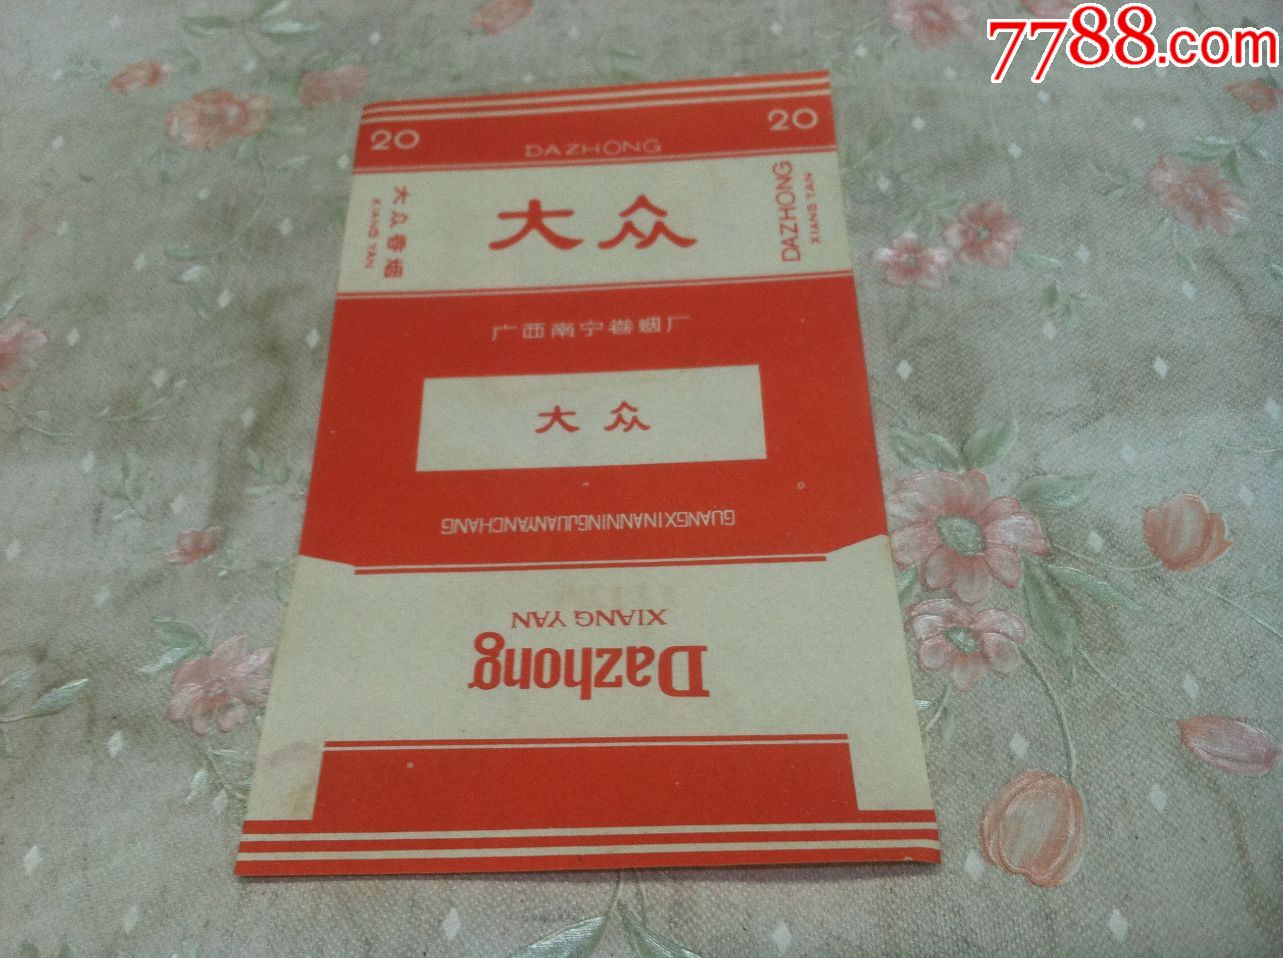 7788.com
20
20
DAZHONG
大众香烟
XIANG YAN
大众
DAZHONG
XIANG YAN
广西南宁卷烟厂
大众
GUANGXINANNINGJUANYANCHANG
XIANG YAN
Dazhong